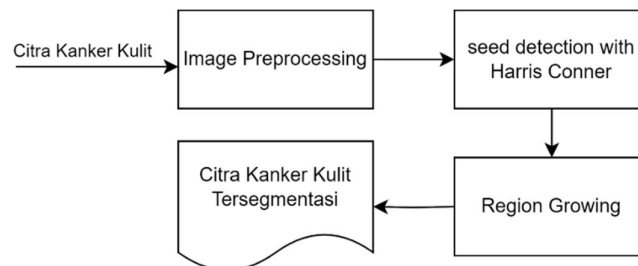 Citra Kanker Kulit
Image Preprocessing
seed detection with
Harris Conner
Citra Kanker Kulit
Tersegmentasi
Region Growing